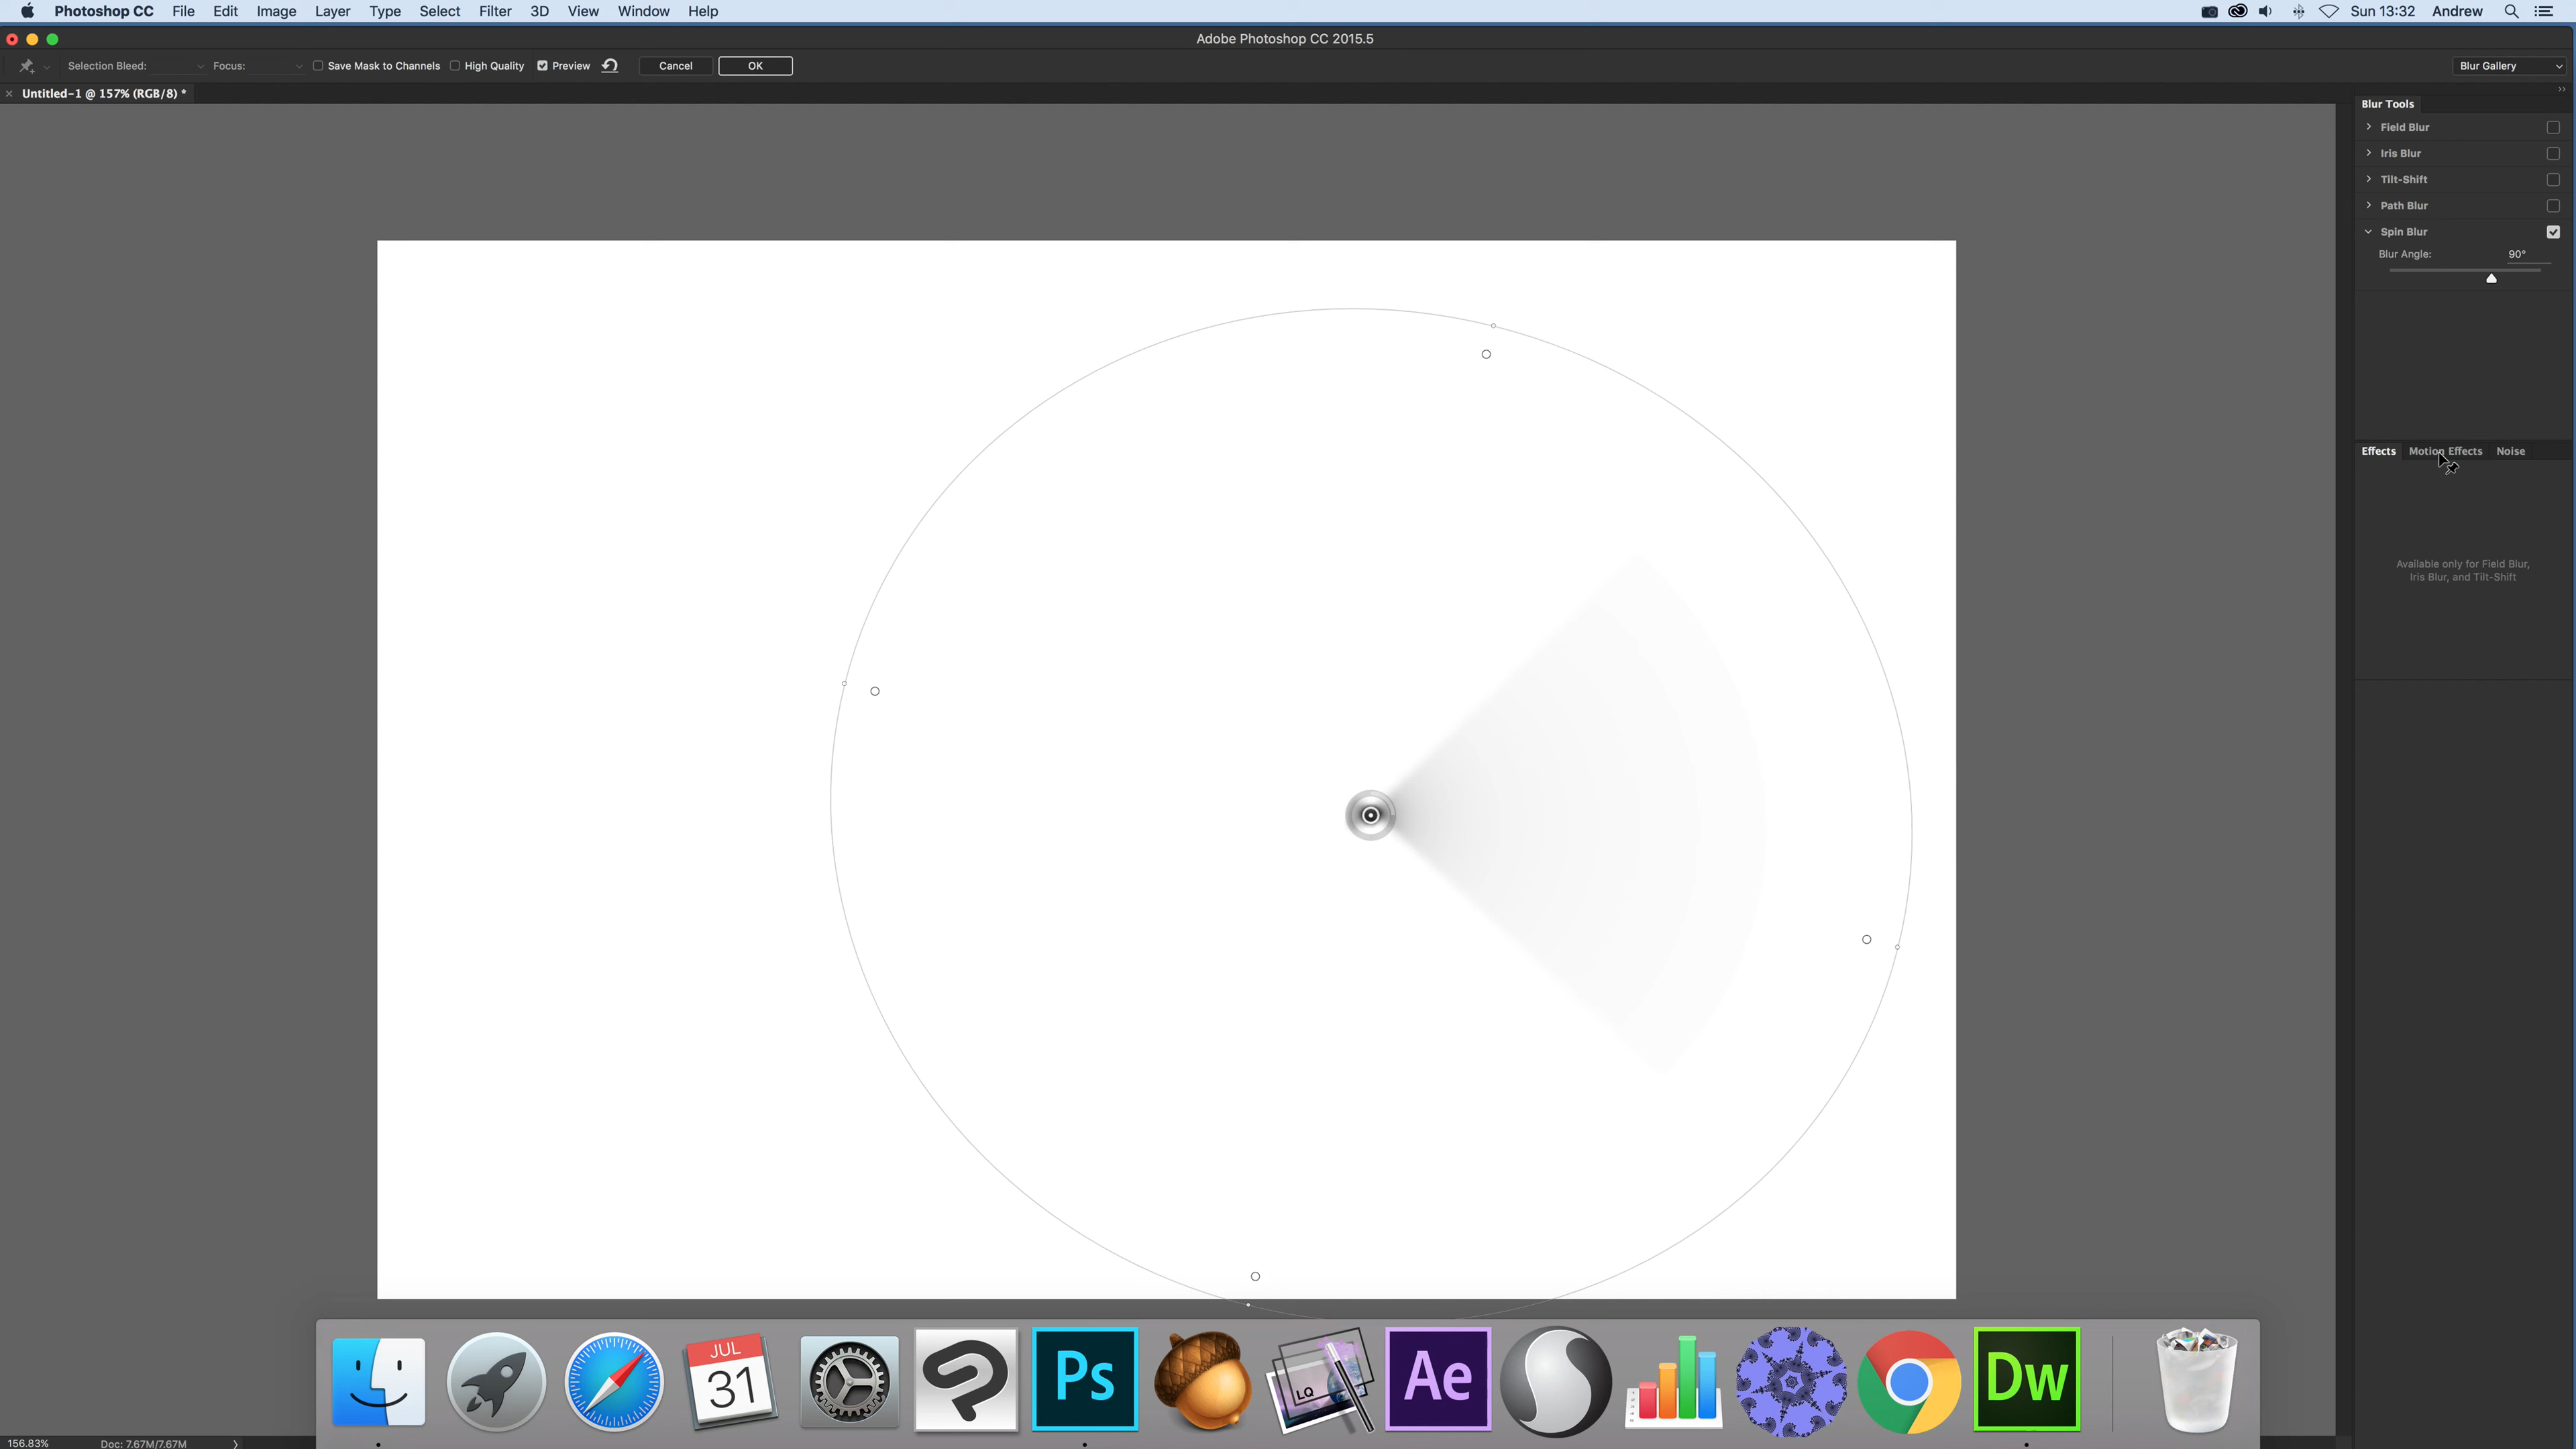 Photoshop CC File Edit Image Layer Type Select Filter 3D View Window Help Sun 13:32 Andrew
Adobe Photoshop CC 2015.5
Selection Bleed: Focus: Save Mask to Channels High Quality Preview Cancel OK Blur Gallery
Untitled-1 @ 157% (RGB/8) *
Blur Tools
Field Blur
Iris Blur
Tilt-Shift
Path Blur
Spin Blur
Blur Angle: 90°
Effects Motion Effects Noise
Available only for Field Blur,
Iris Blur, and Tilt-Shift
JUL
31
Ps
LQ
Ae
Dw
156.83% Doc: 7.67M/7.67M